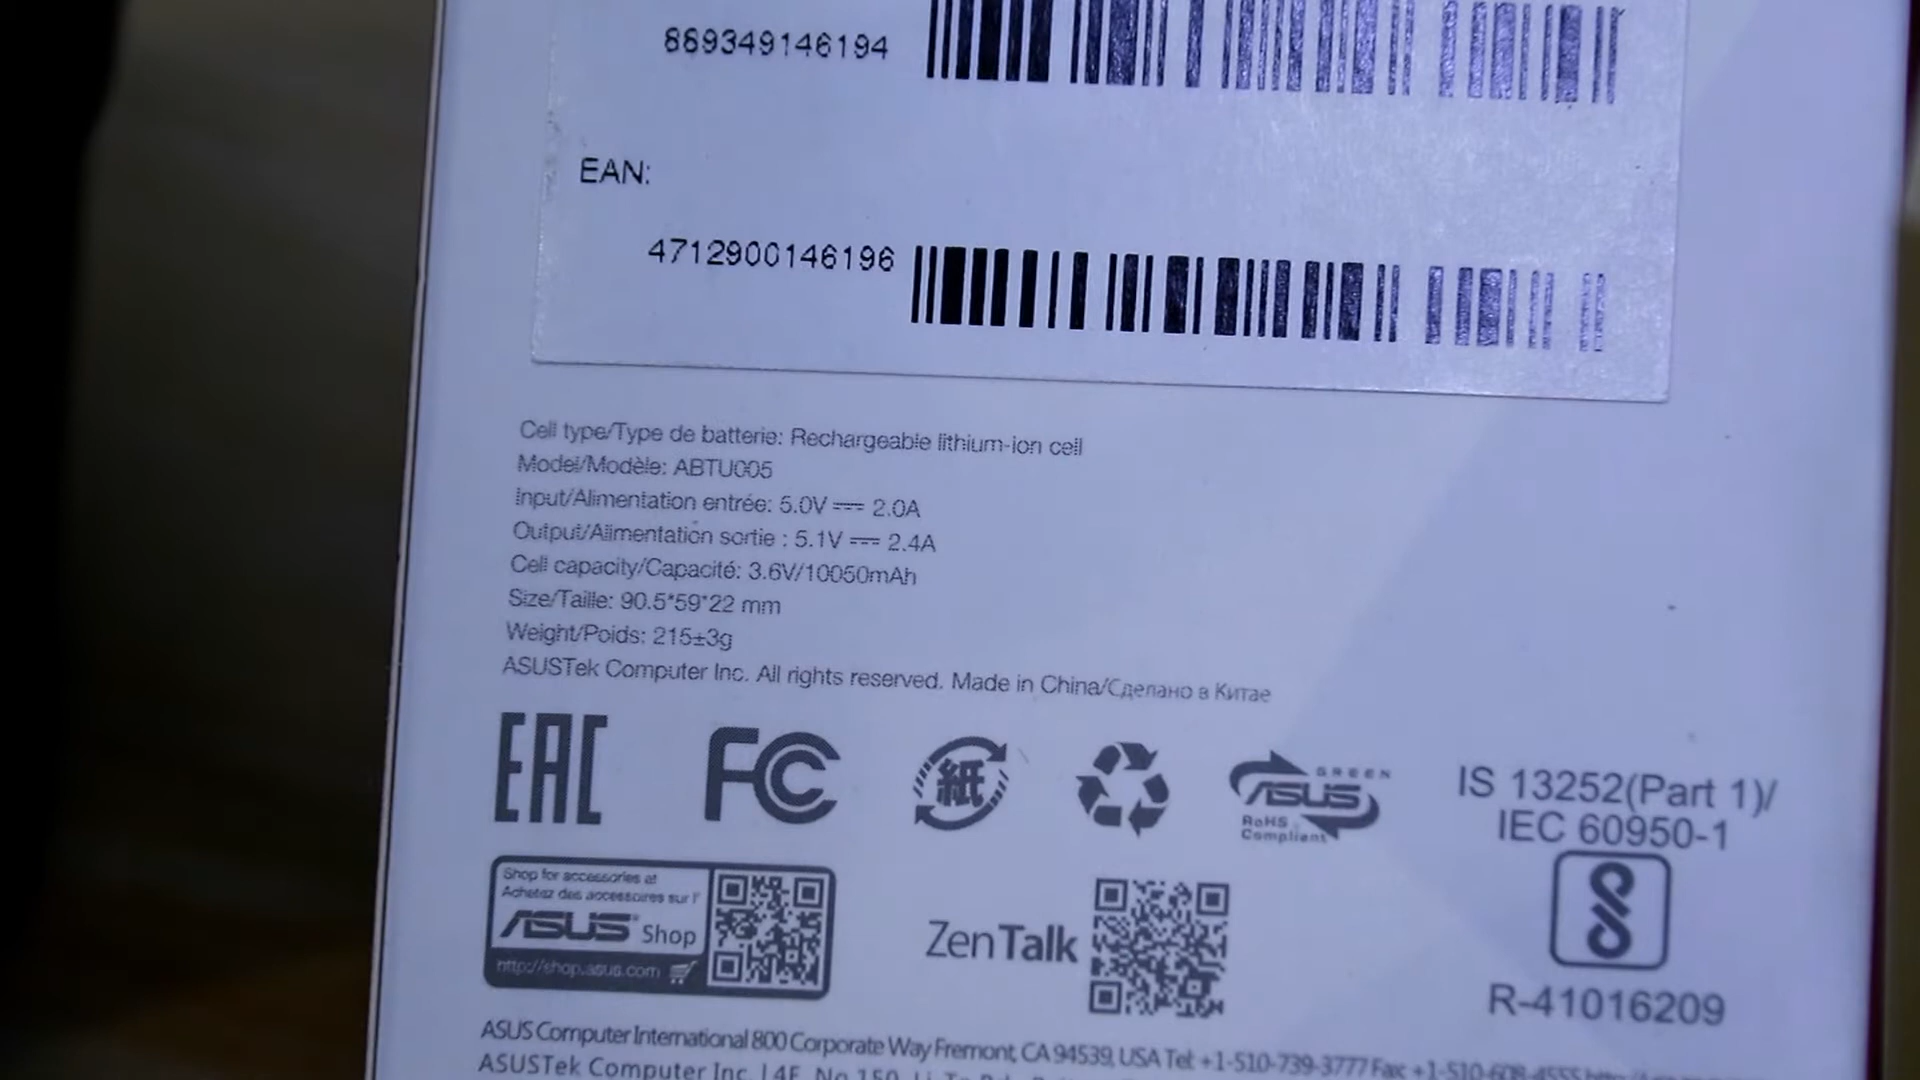 889349146194
EAN:
4712900146196
Cell type/Type de batterie: Rechargeable lithium-ion cell
Model/Modèle: ABTU005
Input/Alimentation entrée: 5.0V ⎓ 2.0A
Output/Alimentation sortie : 5.1V ⎓ 2.4A
Cell capacity/Capacité: 3.6V/10050mAh
Size/Taille: 90.5*59*22 mm
Weight/Poids: 215±3g
ASUSTek Computer Inc. All rights reserved. Made in China/Сделано в Китае
EAC
FC
紙
GREEN
ASUS
RoHS
Compliant
IS 13252(Part 1)/
IEC 60950-1
R-41016209
Shop for accessories at
Achetez des accessoires sur l'
ASUS Shop
http://shop.asus.com
ZenTalk
ASUS Computer International 800 Corporate Way Fremont, CA 94539, USA Tel: +1-510-739-3777 Fax: +1-510-608-4555
ASUSTek Computer Inc. | 4F, No.150,